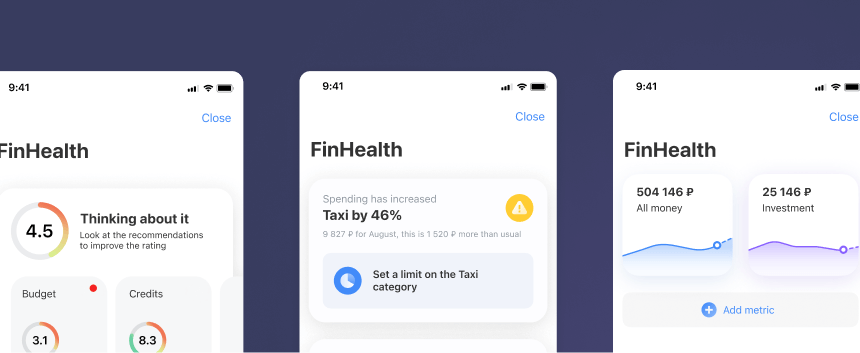 9:41
Close
FinHealth
4.5
Thinking about it
Look at the recommendations
to improve the rating
Budget
3.1
Credits
8.3
9:41
Close
FinHealth
Spending has increased
Taxi by 46%
9 827 ₽ for August, this is 1 520 ₽ more than usual
Set a limit on the Taxi
category
9:41
Close
FinHealth
504 146 ₽
All money
25 146 ₽
Investment
Add metric